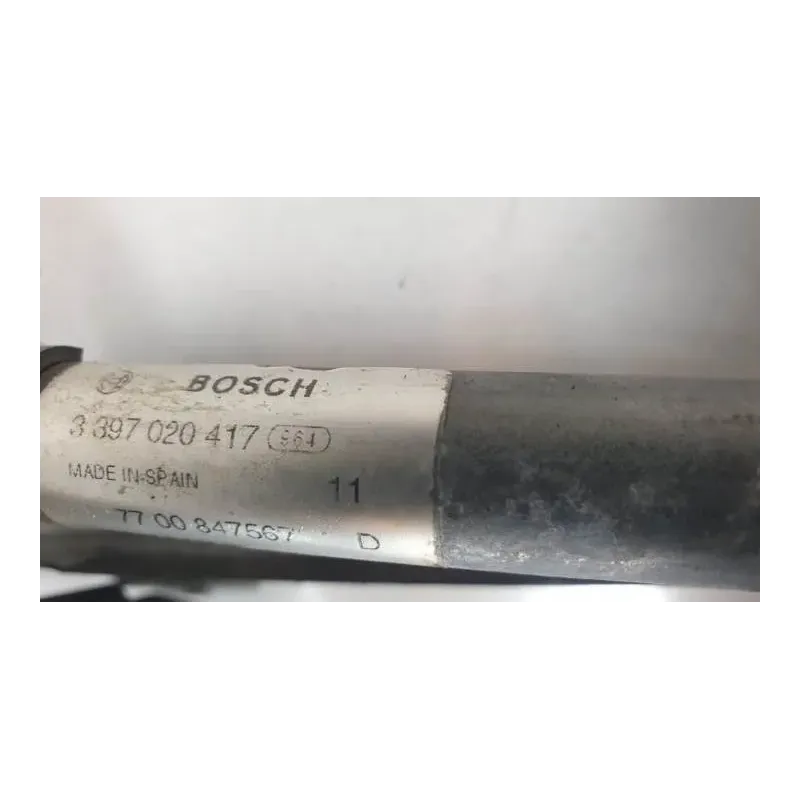 BOSCH
3 397 020 417 964
MADE IN SPAIN 11
77 00 847567 D